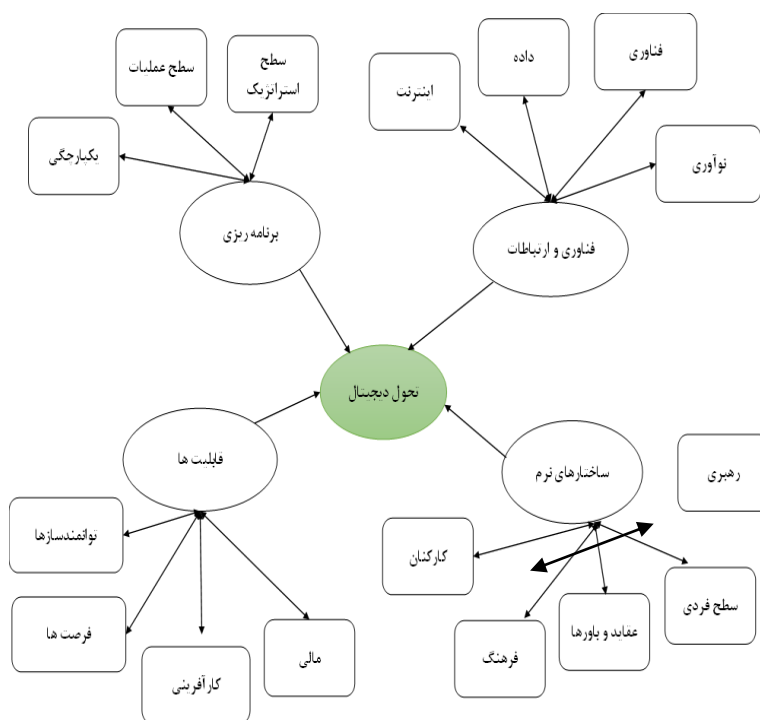 فناوری
داده
سطح
استراتژیک
سطح عملیات
اینترنت
نوآوری
یکپارچگی
فناوری و ارتباطات
برنامه ریزی
تحول دیجیتال
ساختارهای نرم
رهبری
قابلیت ها
کارکنان
توانمندسازها
سطح فردی
عقاید و باورها
فرهنگ
فرصت ها
مالی
کارآفرینی